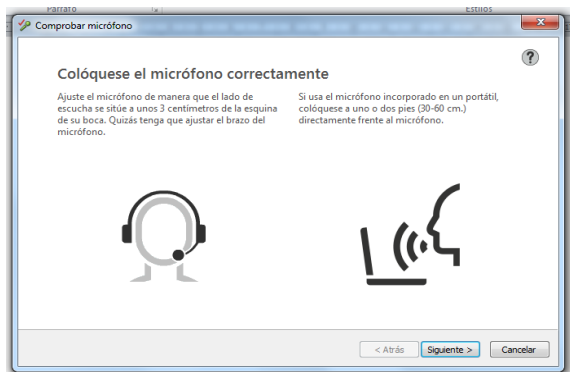 Párrafo
Estilos
Comprobar micrófono
?
Colóquese el micrófono correctamente
Ajuste el micrófono de manera que el lado de
escucha se sitúe a unos 3 centímetros de la esquina
de su boca. Quizás tenga que ajustar el brazo del
micrófono.
Si usa el micrófono incorporado en un portátil,
colóquese a uno o dos pies (30-60 cm.)
directamente frente al micrófono.
< Atrás
Siguiente >
Cancelar